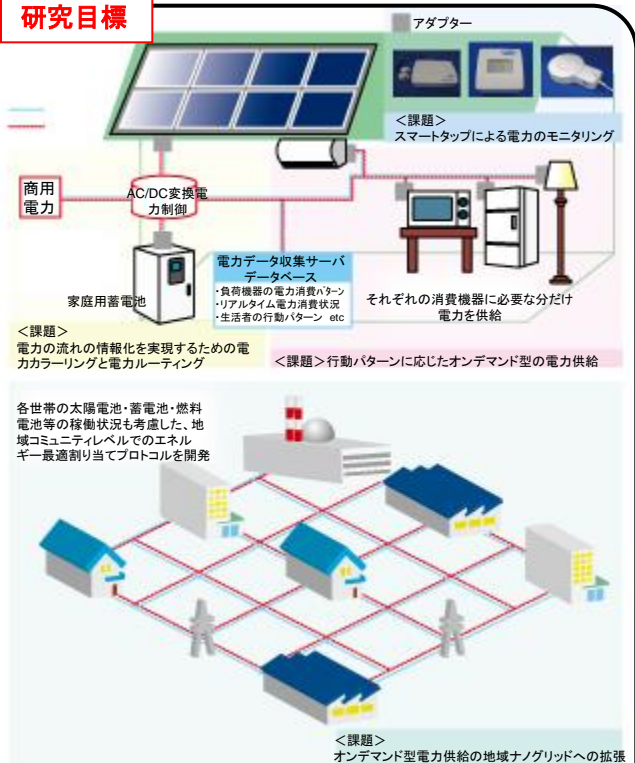 研究目標
アダプター
＜課題＞
スマートタップによる電力のモニタリング
商用
電力
AC/DC変換電
力制御
家庭用蓄電池
電力データ収集サーバ
データベース
・負荷機器の電力消費パターン
・リアルタイム電力消費状況
・生活者の行動パターン etc
それぞれの消費機器に必要な分だけ
電力を供給
＜課題＞
電力の流れの情報化を実現するための電
力カラーリングと電力ルーティング
＜課題＞行動パターンに応じたオンデマンド型の電力供給
各世帯の太陽電池・蓄電池・燃料
電池等の稼働状況も考慮した、地
域コミュニティレベルでのエネル
ギー最適割り当てプロトコルを開発
＜課題＞
オンデマンド型電力供給の地域ナノグリッドへの拡張